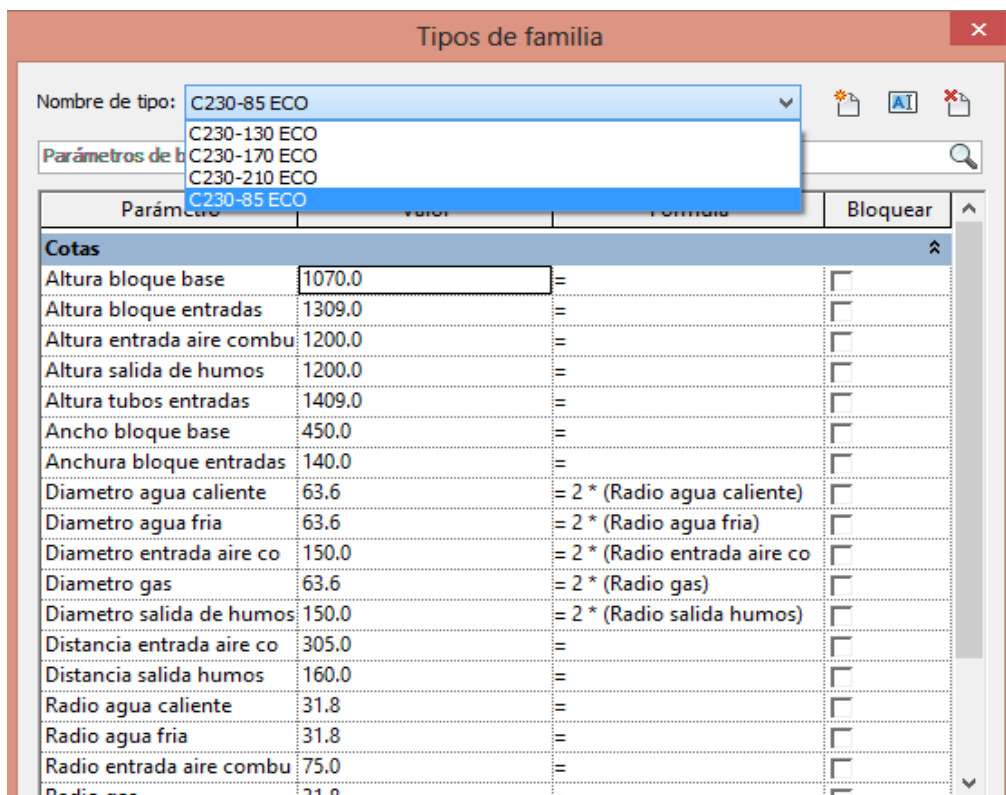 Tipos de familia
Nombre de tipo: C230-85 ECO
C230-130 ECO
Parámetros de b C230-170 ECO
C230-210 ECO
C230-85 ECO
Parámetro Valor Fórmula Bloquear
Cotas
Altura bloque base 1070.0 =
Altura bloque entradas 1309.0 =
Altura entrada aire combu 1200.0 =
Altura salida de humos 1200.0 =
Altura tubos entradas 1409.0 =
Ancho bloque base 450.0 =
Anchura bloque entradas 140.0 =
Diametro agua caliente 63.6 = 2 * (Radio agua caliente)
Diametro agua fria 63.6 = 2 * (Radio agua fria)
Diametro entrada aire co 150.0 = 2 * (Radio entrada aire co
Diametro gas 63.6 = 2 * (Radio gas)
Diametro salida de humos 150.0 = 2 * (Radio salida humos)
Distancia entrada aire co 305.0 =
Distancia salida humos 160.0 =
Radio agua caliente 31.8 =
Radio agua fria 31.8 =
Radio entrada aire combu 75.0 =
Radio gas 31.8 =